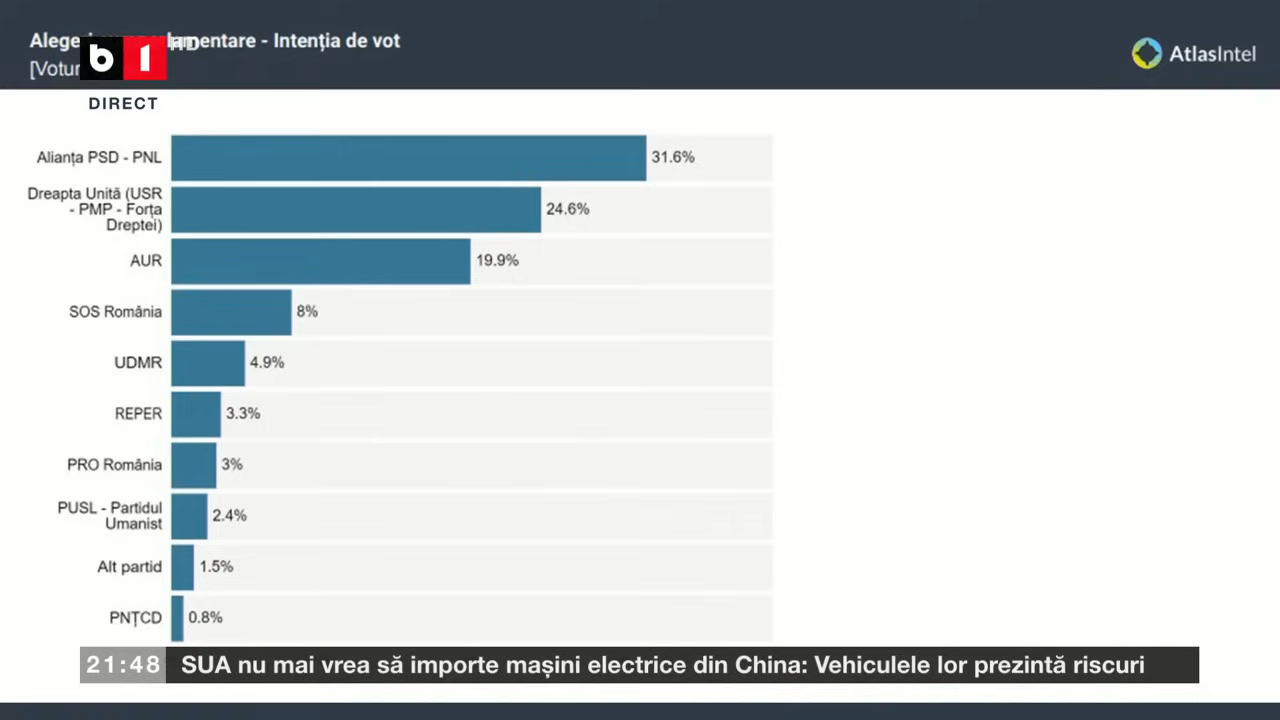 Alege mentare - Intenția de vot
HD
b1
[Votur
AtlasIntel
DIRECT
Alianța PSD - PNL 31.6%
Dreapta Unită (USR
- PMP - Forța
Dreptei)
24.6%
AUR 19.9%
SOS România 8%
UDMR 4.9%
REPER 3.3%
PRO România 3%
PUSL - Partidul
Umanist
2.4%
Alt partid 1.5%
PNȚCD 0.8%
21:48 SUA nu mai vrea să importe mașini electrice din China: Vehiculele lor prezintă riscuri